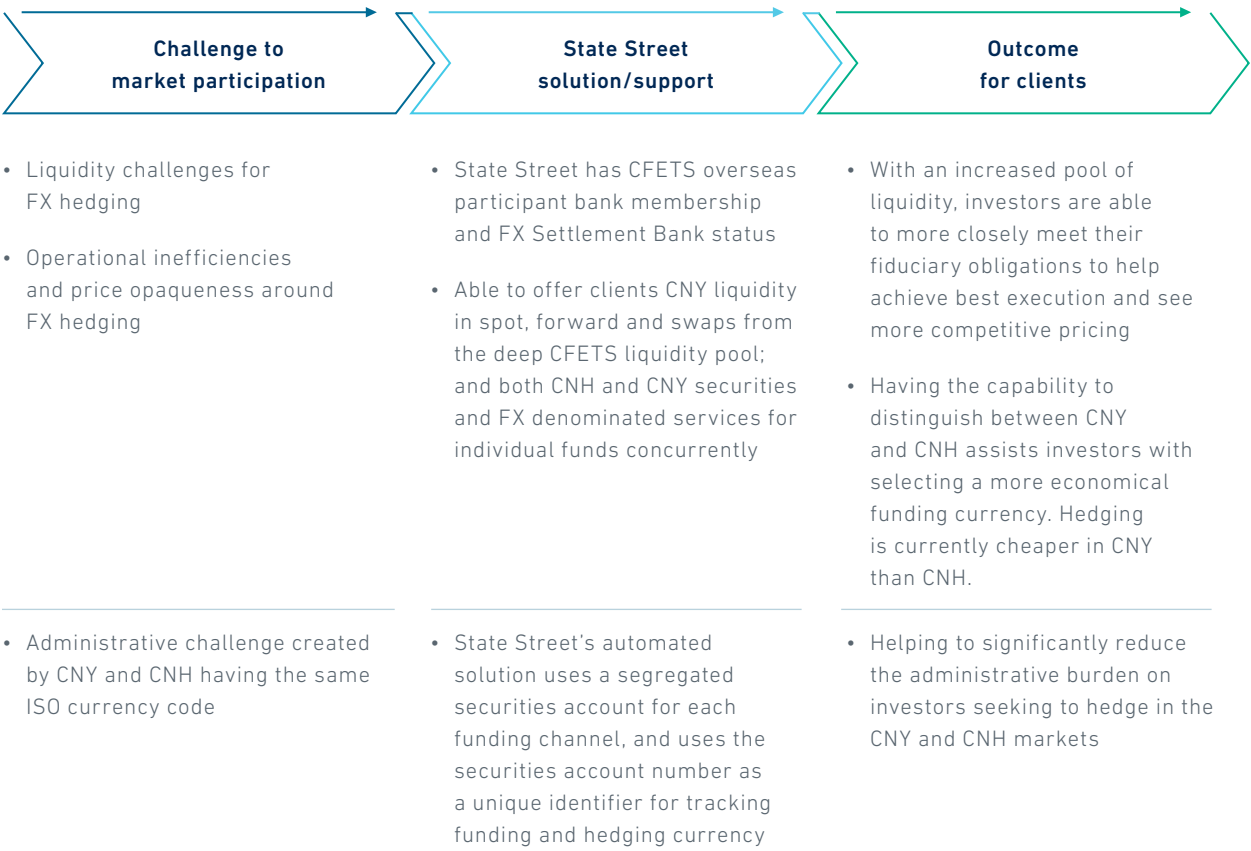 Challenge to
market participation
State Street
solution/support
Outcome
for clients
• Liquidity challenges for
FX hedging
• Operational inefficiencies
and price opaqueness around
FX hedging
• State Street has CFETS overseas
participant bank membership
and FX Settlement Bank status
• Able to offer clients CNY liquidity
in spot, forward and swaps from
the deep CFETS liquidity pool;
and both CNH and CNY securities
and FX denominated services for
individual funds concurrently
• With an increased pool of
liquidity, investors are able
to more closely meet their
fiduciary obligations to help
achieve best execution and see
more competitive pricing
• Having the capability to
distinguish between CNY
and CNH assists investors with
selecting a more economical
funding currency. Hedging
is currently cheaper in CNY
than CNH.
• Administrative challenge created
by CNY and CNH having the same
ISO currency code
• State Street’s automated
solution uses a segregated
securities account for each
funding channel, and uses the
securities account number as
a unique identifier for tracking
funding and hedging currency
• Helping to significantly reduce
the administrative burden on
investors seeking to hedge in the
CNY and CNH markets